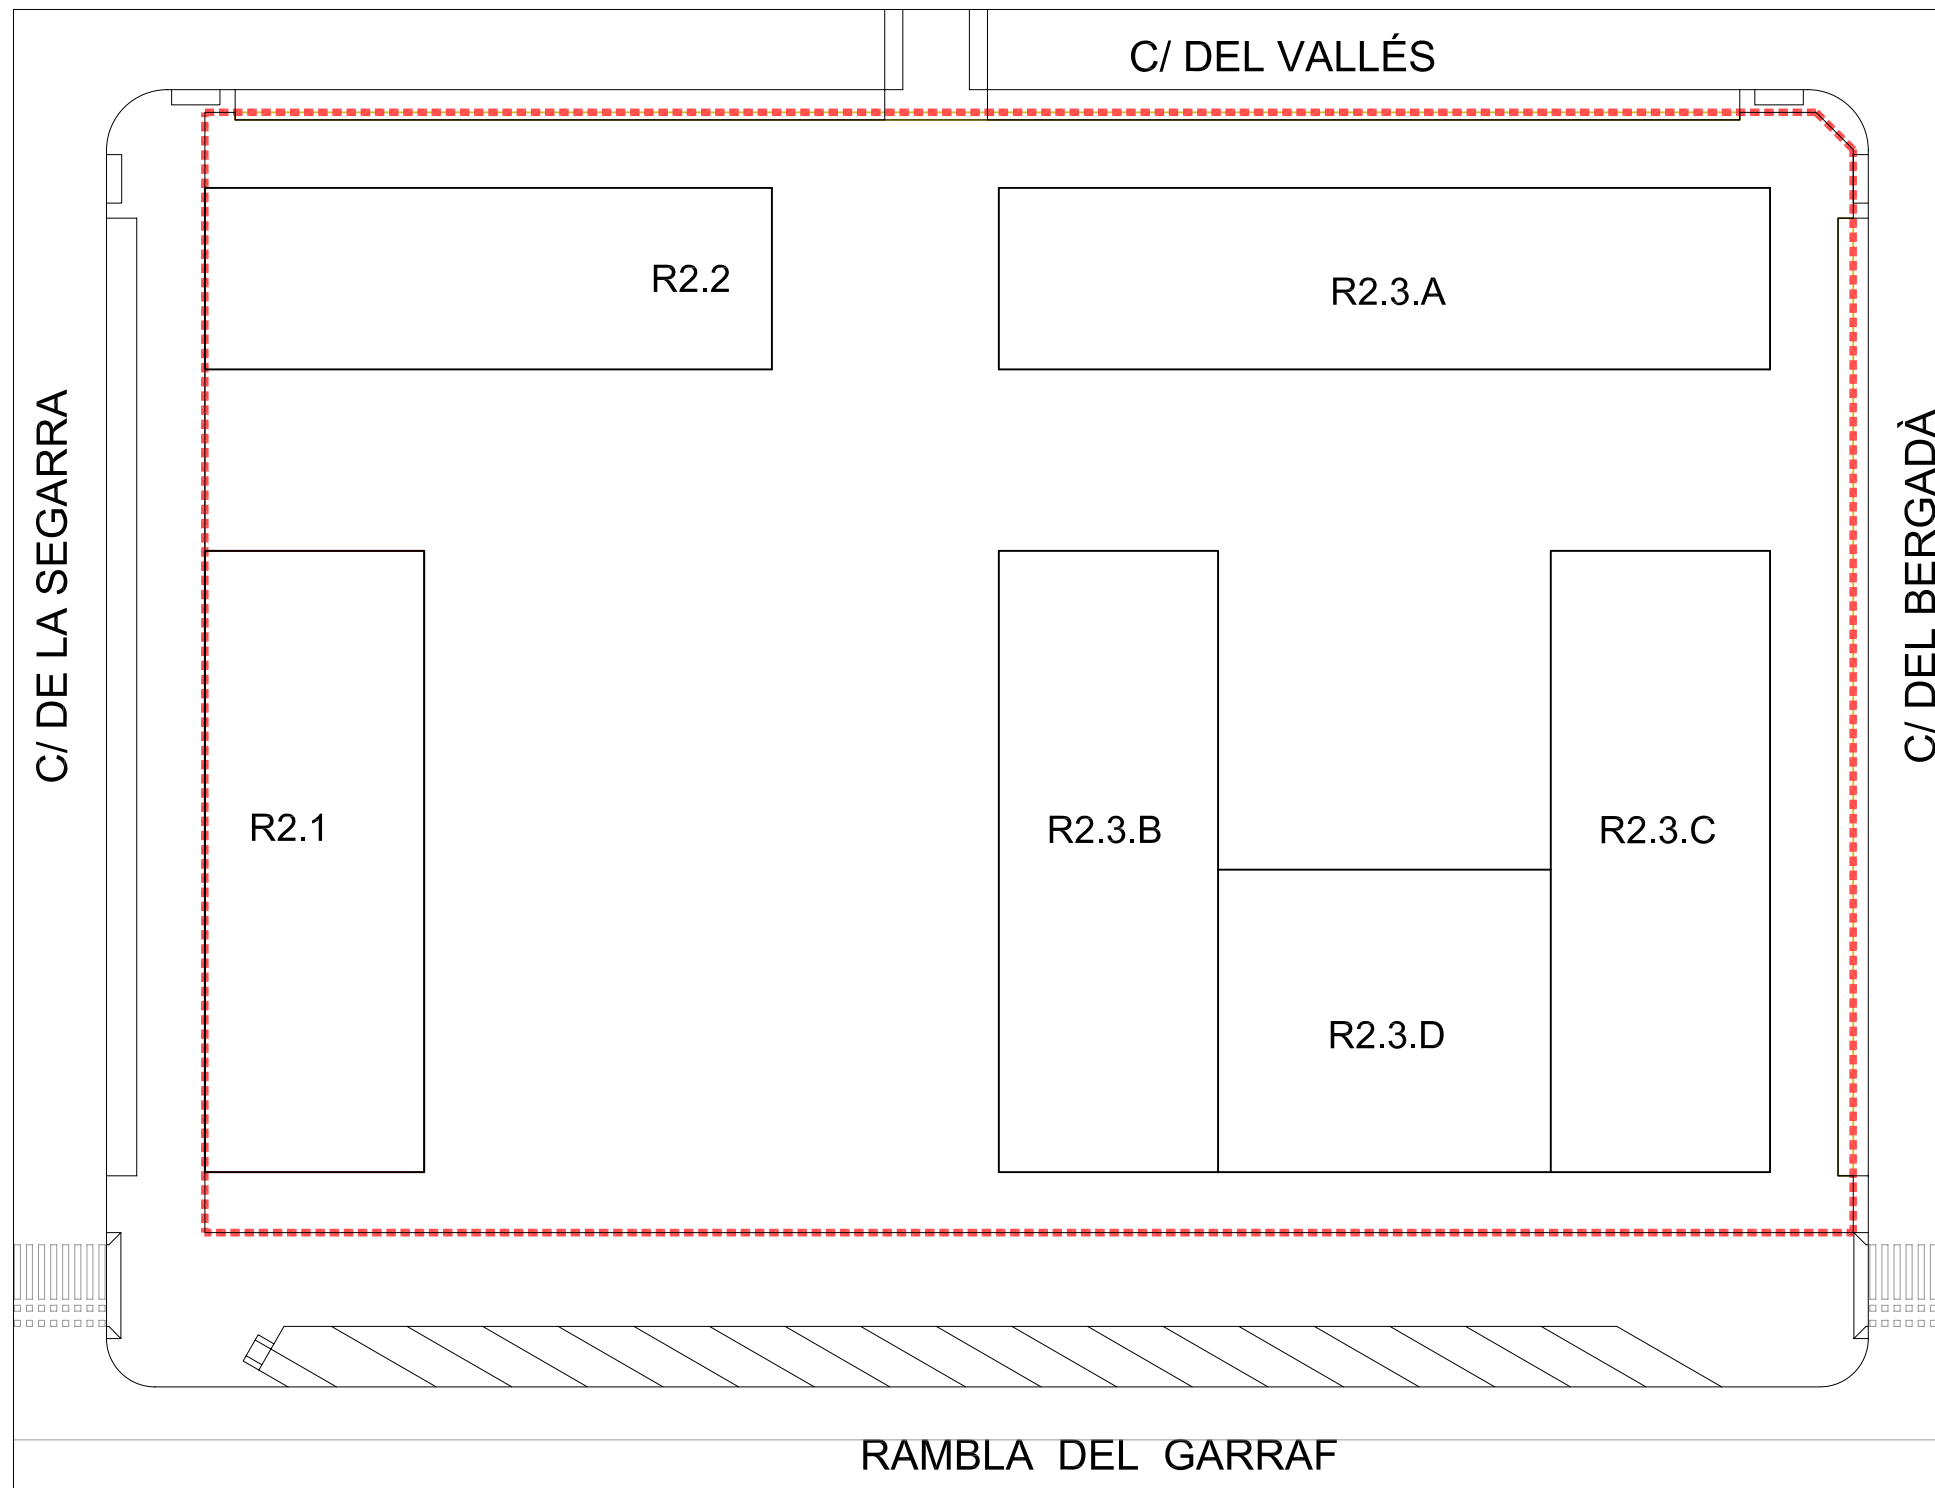 C/ DEL VALLÉS
R2.2
R2.3.A
C/ DE LA SEGARRA
C/ DEL BERGADÀ
R2.1
R2.3.B
R2.3.C
R2.3.D
RAMBLA DEL GARRAF